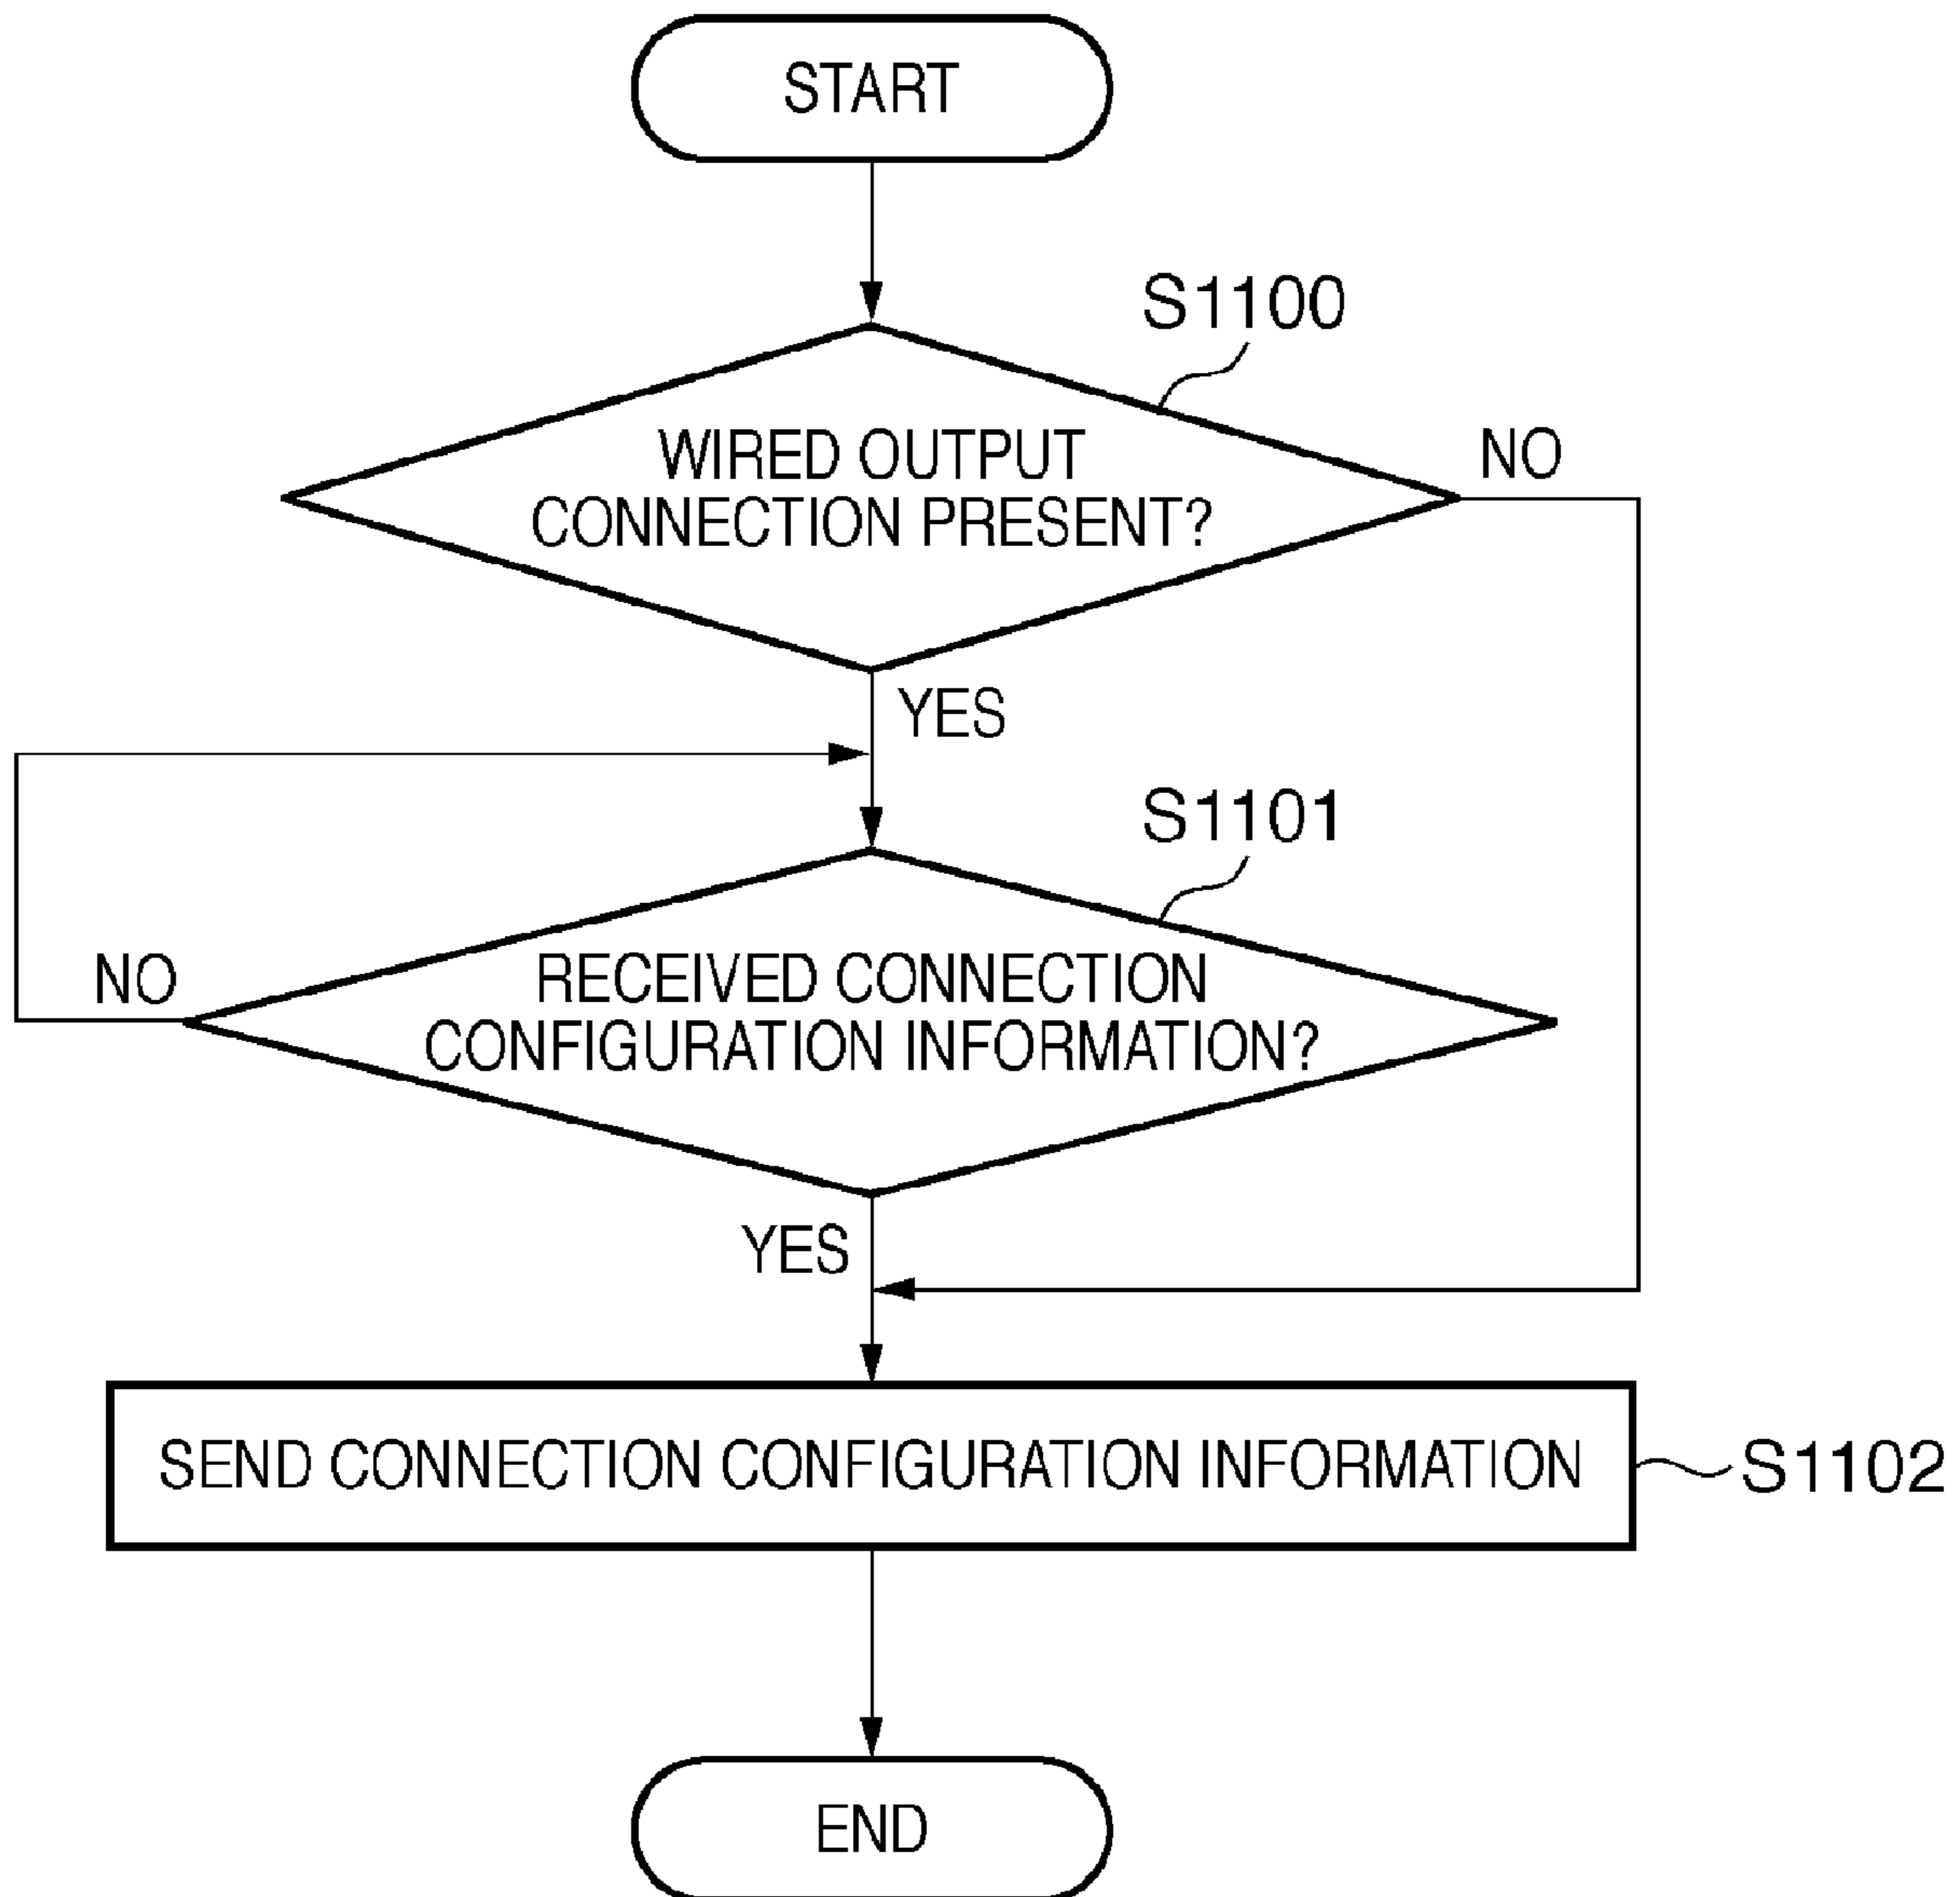 START
S1100
WIRED OUTPUT
CONNECTION PRESENT?
NO
YES
S1101
RECEIVED CONNECTION
CONFIGURATION INFORMATION?
NO
YES
SEND CONNECTION CONFIGURATION INFORMATION
S1102
END